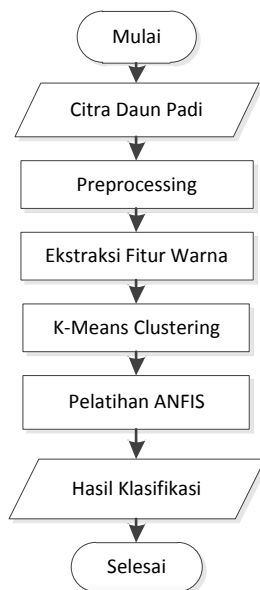 Mulai
Citra Daun Padi
Preprocessing
Ekstraksi Fitur Warna
K-Means Clustering
Pelatihan ANFIS
Hasil Klasifikasi
Selesai